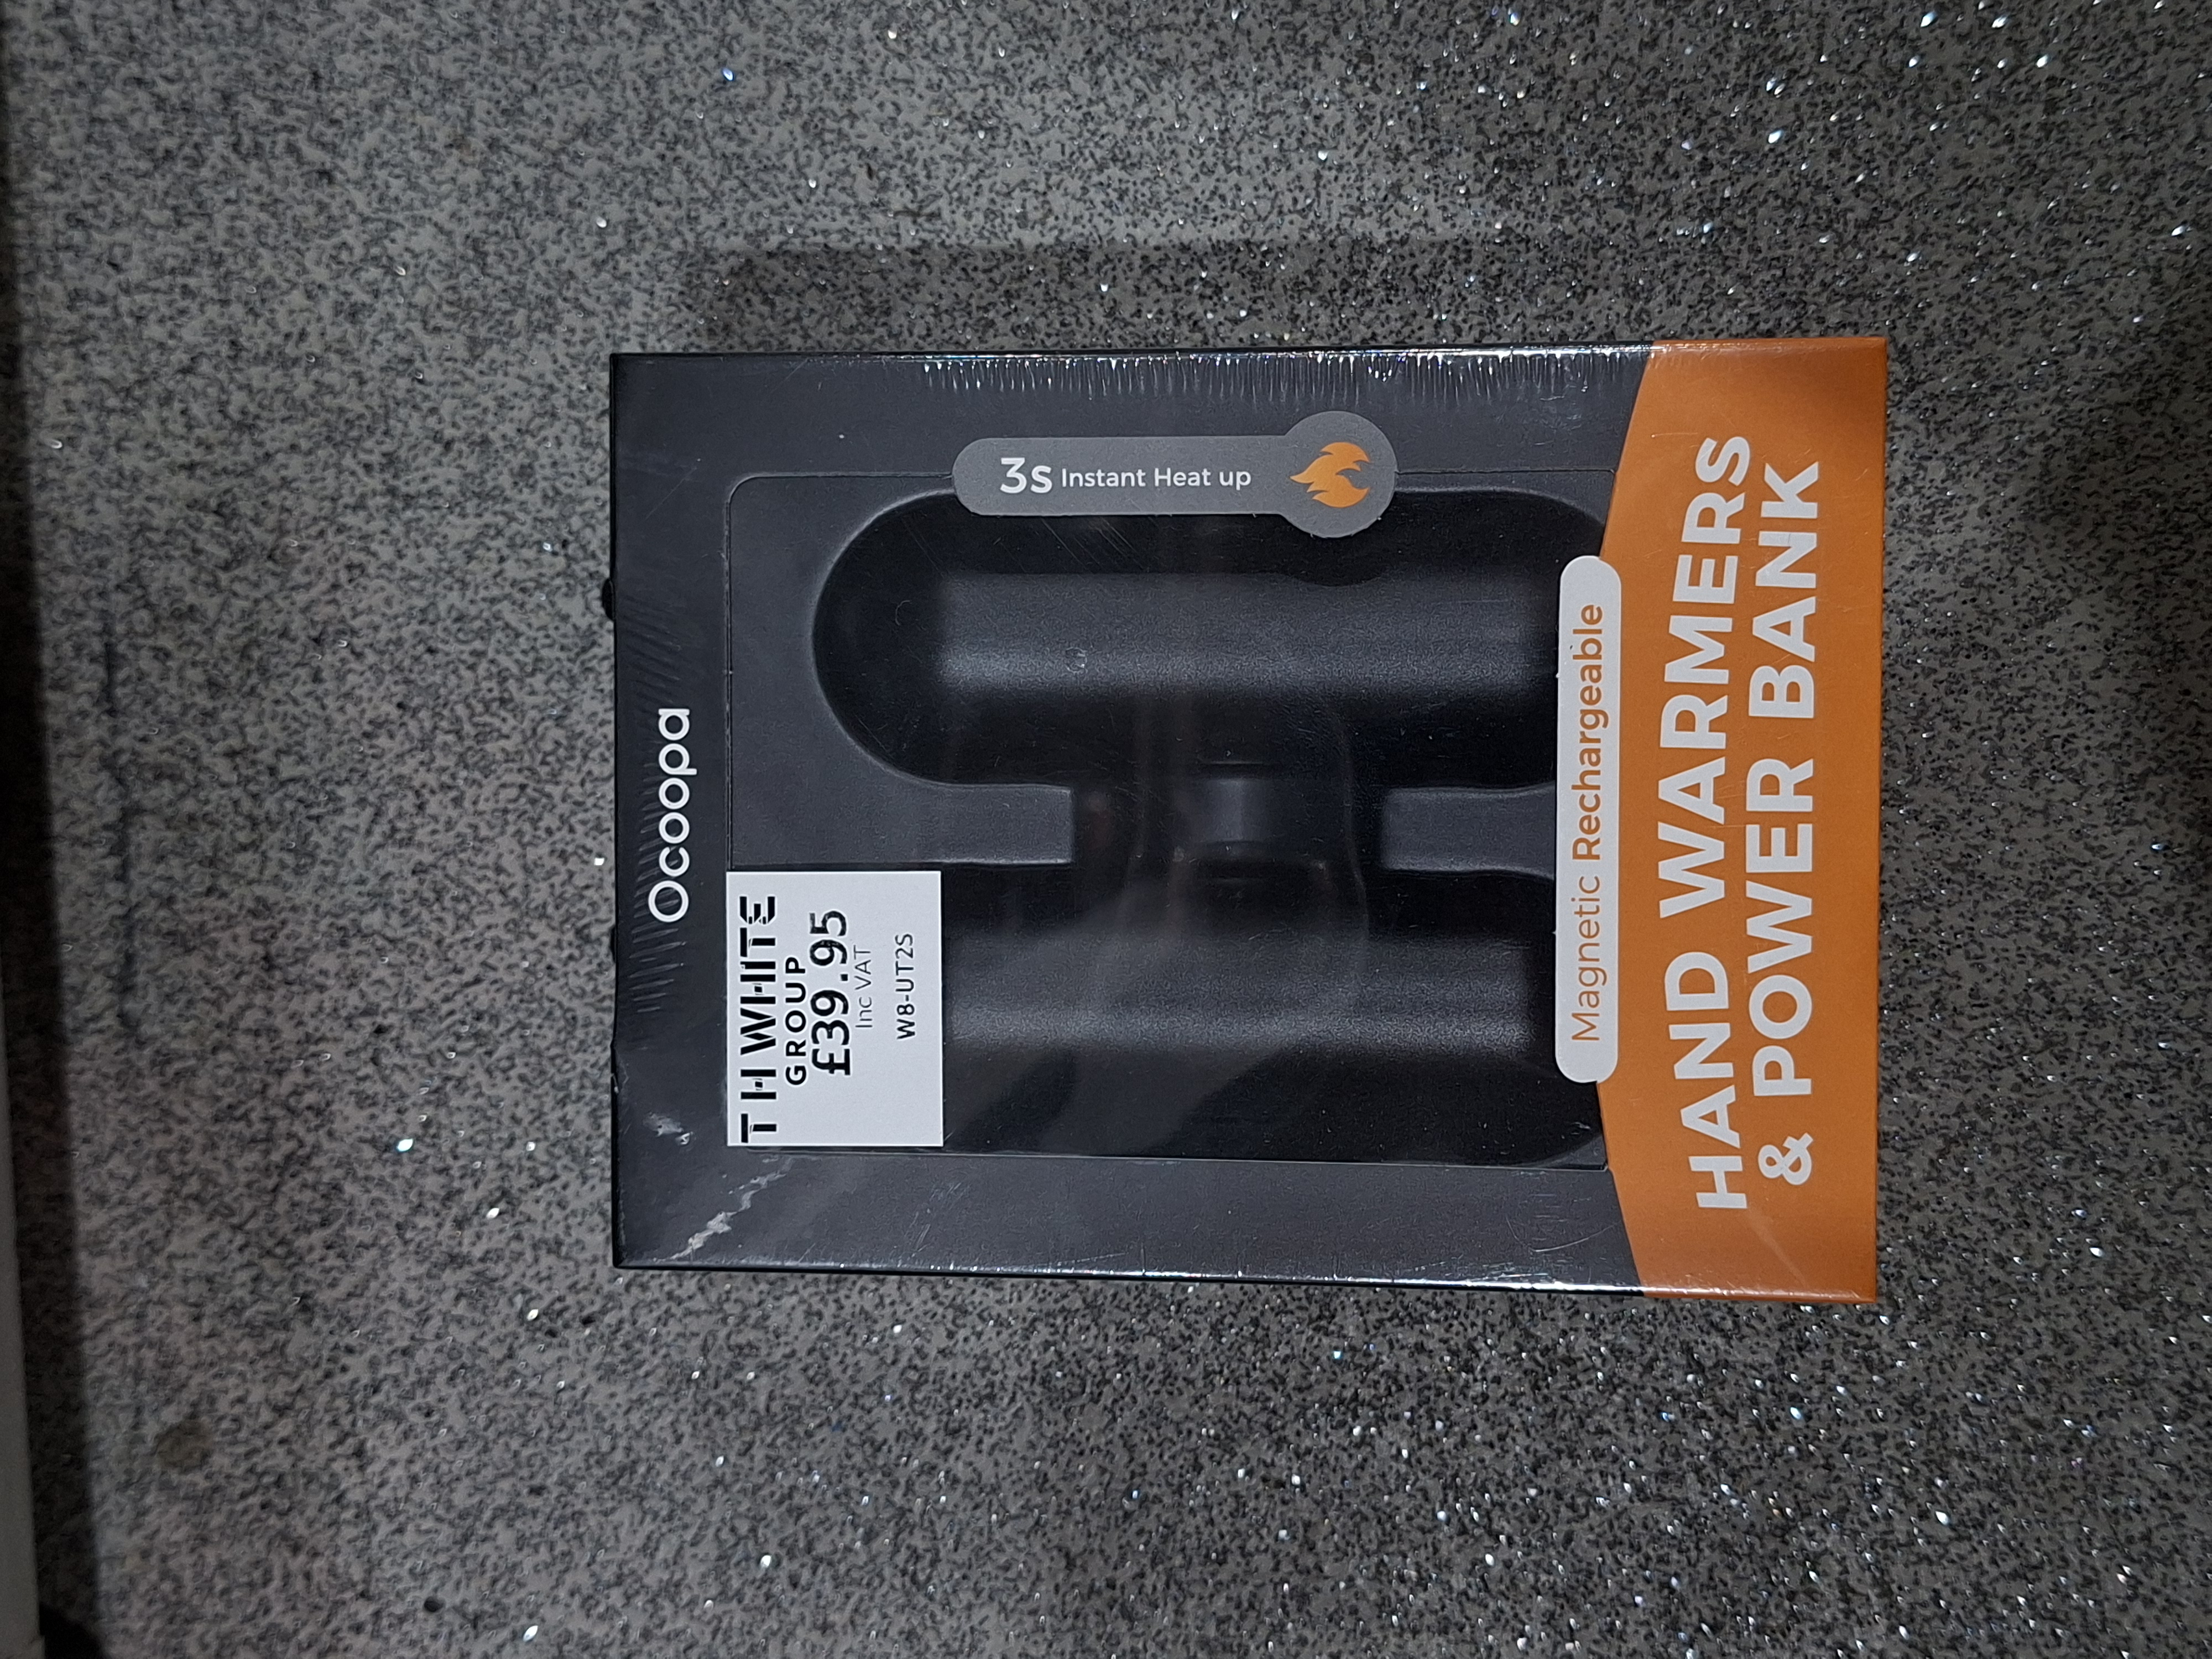 Ocoopa
TH WHITE
GROUP
£39.95
Inc VAT
W8-UT2S
3s Instant Heat up
Magnetic Rechargeable
HAND WARMERS
& POWER BANK